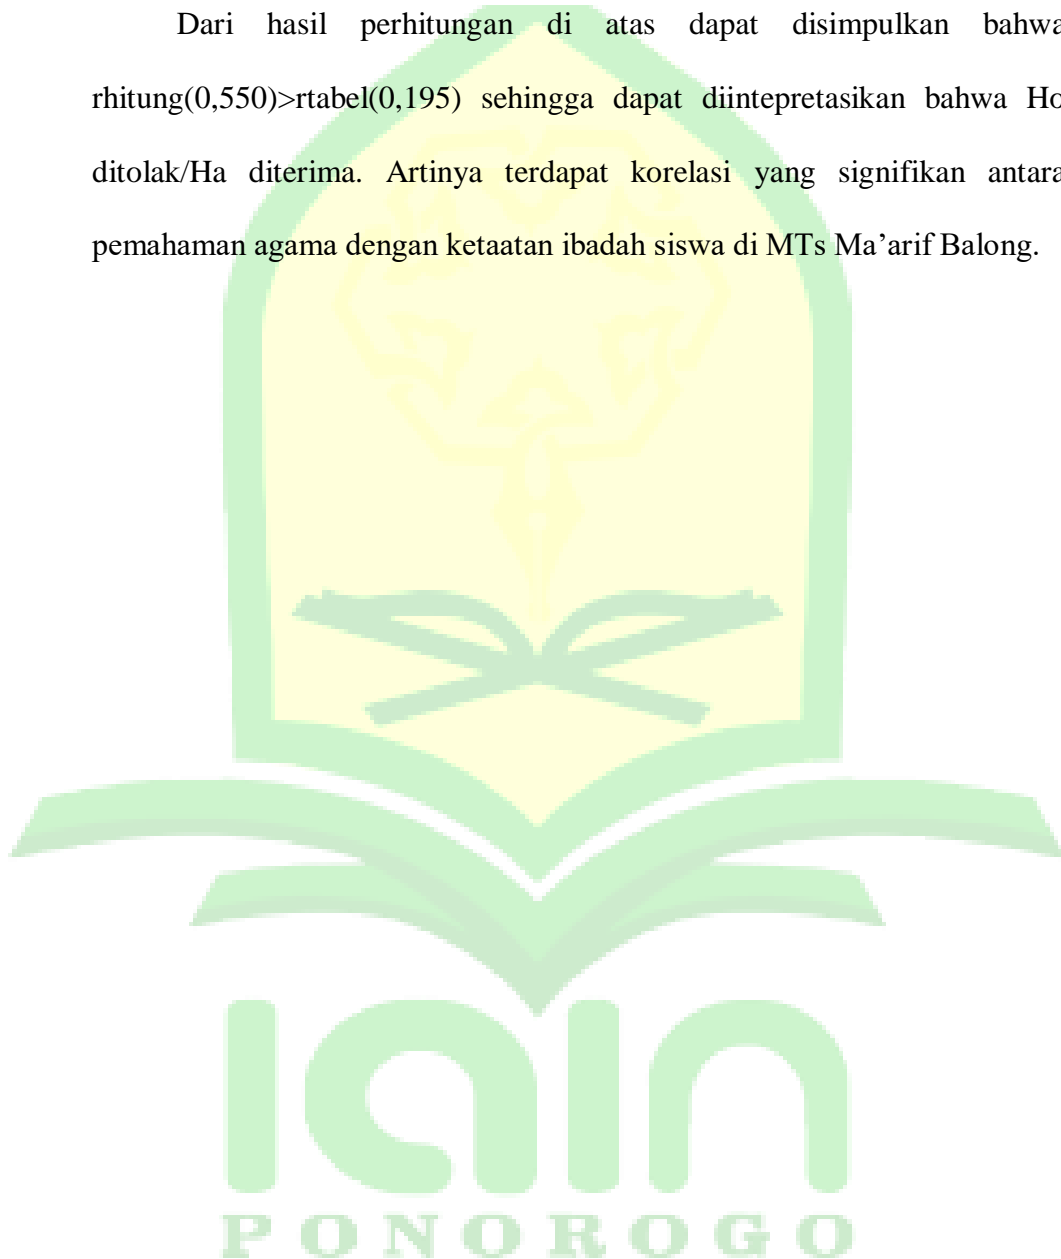 Dari hasil perhitungan di atas dapat disimpulkan bahwa
rhitung(0,550)>rtabel(0,195) sehingga dapat diintepretasikan bahwa Ho
ditolak/Ha diterima. Artinya terdapat korelasi yang signifikan antara
pemahaman agama dengan ketaatan ibadah siswa di MTs Ma’arif Balong.
iain
PONOROGO